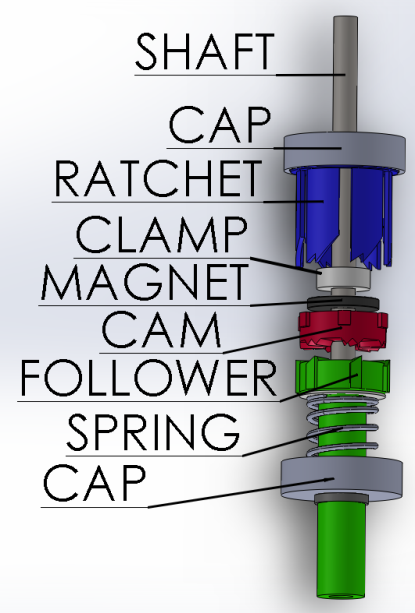 SHAFT
CAP
RATCHET
CLAMP
MAGNET
CAM
FOLLOWER
SPRING
CAP